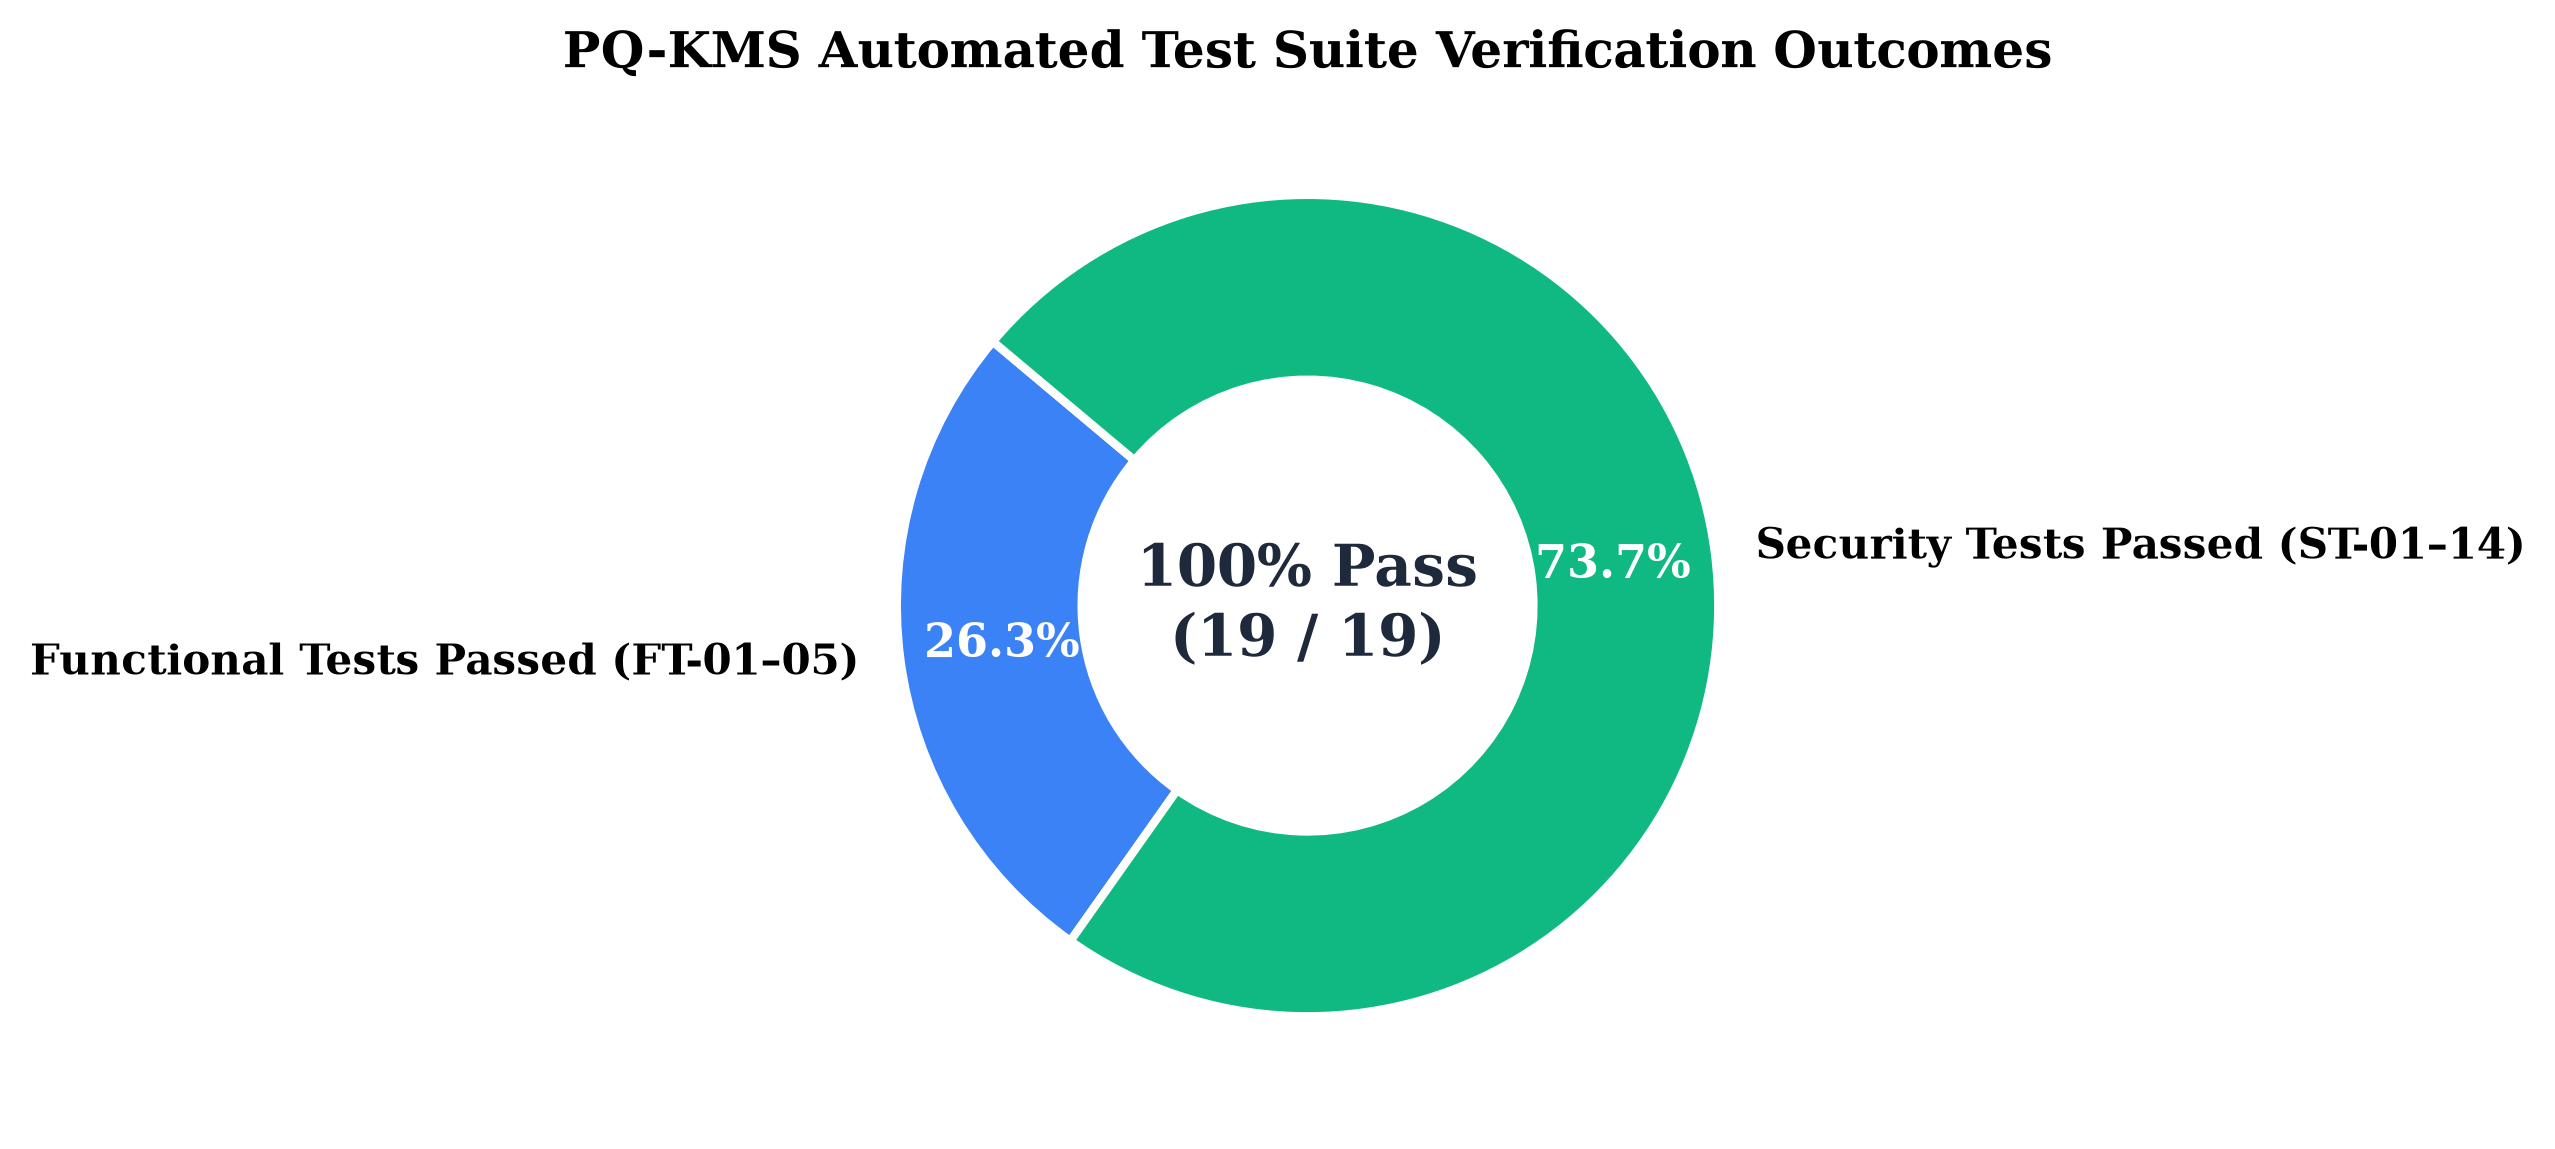 PQ-KMS Automated Test Suite Verification Outcomes
100% Pass
(19 / 19)
73.7%
Security Tests Passed (ST-01–14)
26.3%
Functional Tests Passed (FT-01–05)